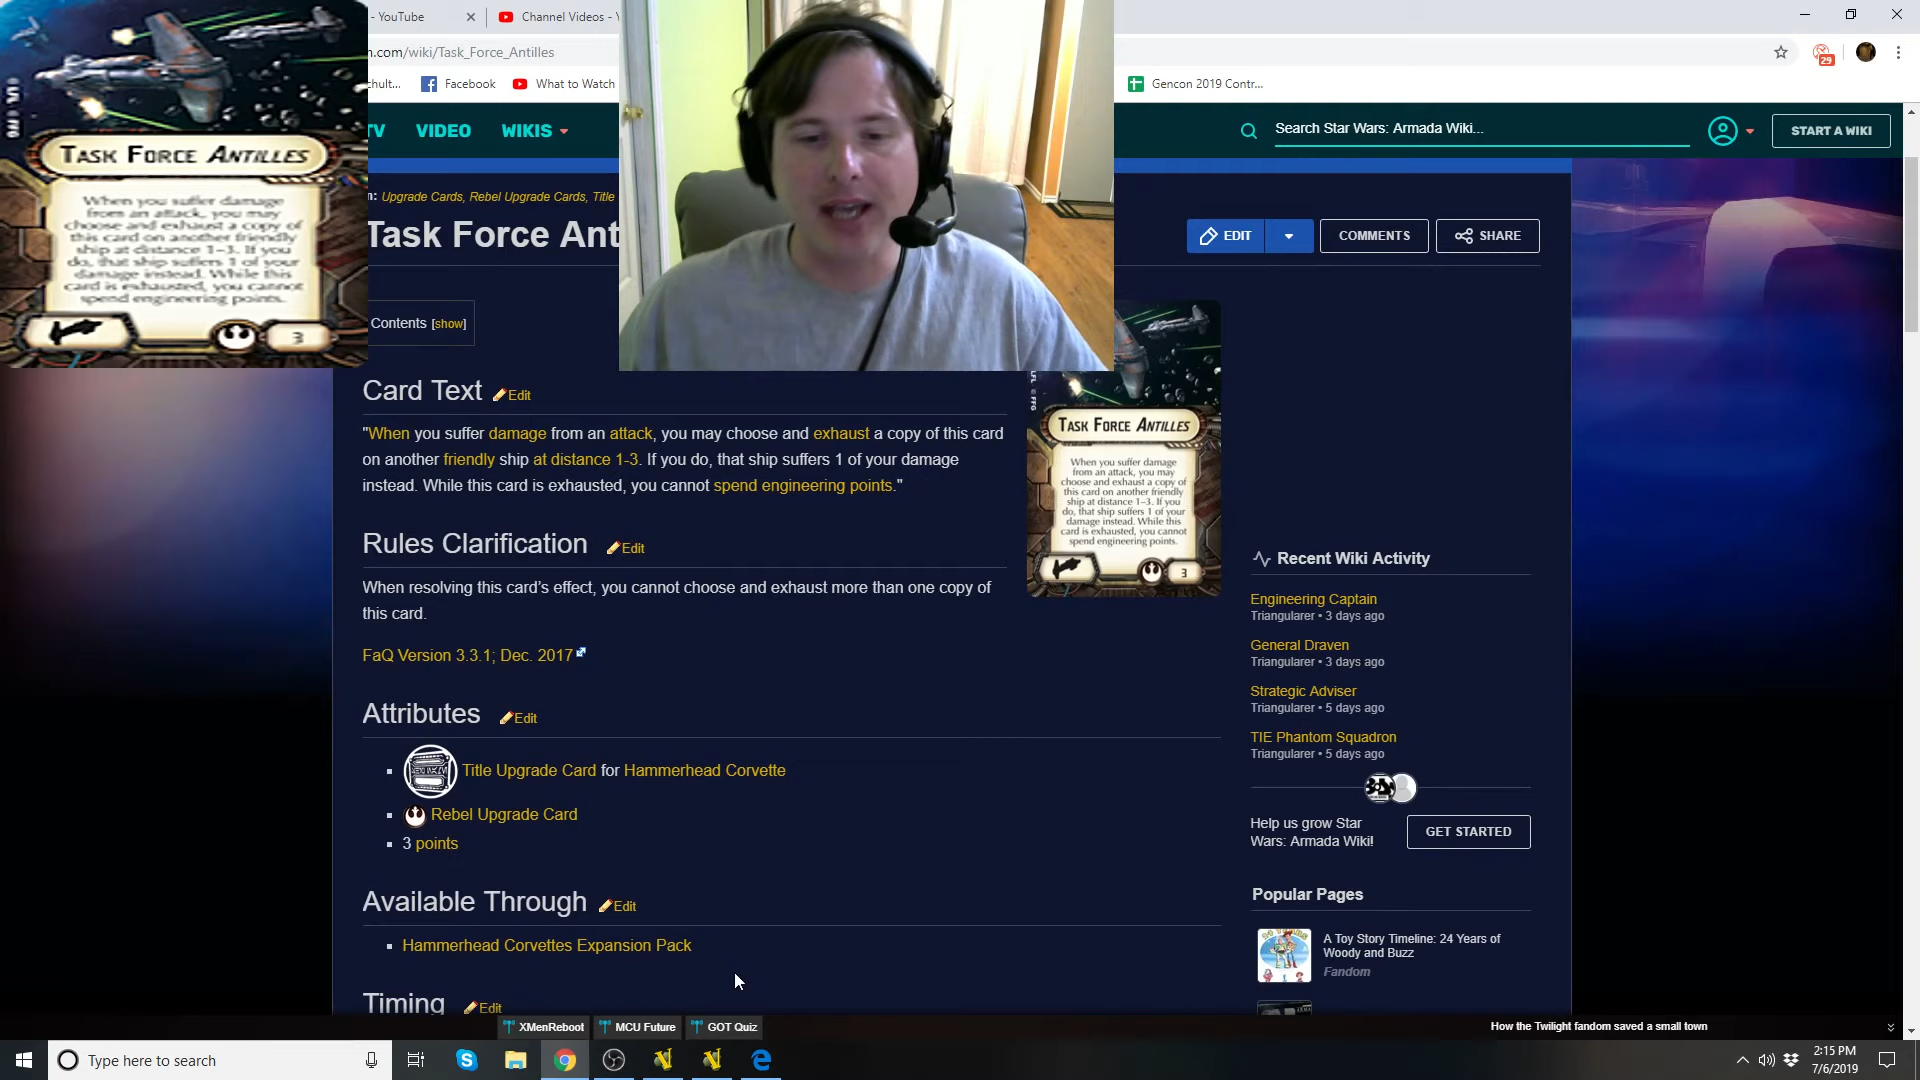 - YouTube
Channel Videos - Y
n.com/wiki/Task_Force_Antilles
29
chult...
Facebook
What to Watch
Gencon 2019 Contr...
TV
VIDEO
WIKIS
Search Star Wars: Armada Wiki...
START A WIKI
TASK FORCE ANTILLES
When you suffer damage
from an attack, you may
choose and exhaust a copy of
this card on another friendly
ship at distance 1-3. If you
do, that ship suffers 1 of your
damage instead. While this
card is exhausted, you cannot
spend engineering points.
3
n: Upgrade Cards, Rebel Upgrade Cards, Title
Task Force Ant
EDIT
COMMENTS
SHARE
Contents [show]
Card Text Edit
"When you suffer damage from an attack, you may choose and exhaust a copy of this card
on another friendly ship at distance 1-3. If you do, that ship suffers 1 of your damage
instead. While this card is exhausted, you cannot spend engineering points."
TASK FORCE ANTILLES
When you suffer damage
from an attack, you may
choose and exhaust a copy of
this card on another friendly
ship at distance 1–3. If you
do, that ship suffers 1 of your
damage instead. While this
card is exhausted, you cannot
spend engineering points.
3
LFL © FFG
Rules Clarification Edit
When resolving this card's effect, you cannot choose and exhaust more than one copy of
this card.
FaQ Version 3.3.1; Dec. 2017
Attributes Edit
Title Upgrade Card for Hammerhead Corvette
Rebel Upgrade Card
3 points
Available Through Edit
Hammerhead Corvettes Expansion Pack
Timing Edit
Recent Wiki Activity
Engineering Captain
Triangularer • 3 days ago
General Draven
Triangularer • 3 days ago
Strategic Adviser
Triangularer • 5 days ago
TIE Phantom Squadron
Triangularer • 5 days ago
Help us grow Star
Wars: Armada Wiki!
GET STARTED
Popular Pages
A Toy Story Timeline: 24 Years of
Woody and Buzz
Fandom
XMenReboot
MCU Future
GOT Quiz
How the Twilight fandom saved a small town
Type here to search
2:15 PM
7/6/2019